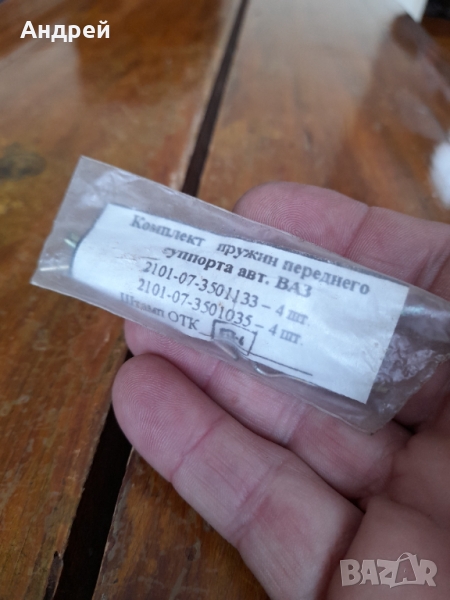 Андрей
Комплект пружин переднего
суппорта авт. ВАЗ
2101-07-3501133 – 4 шт.
2101-07-3501035 – 4 шт.
Штамп ОТК
BAZAR